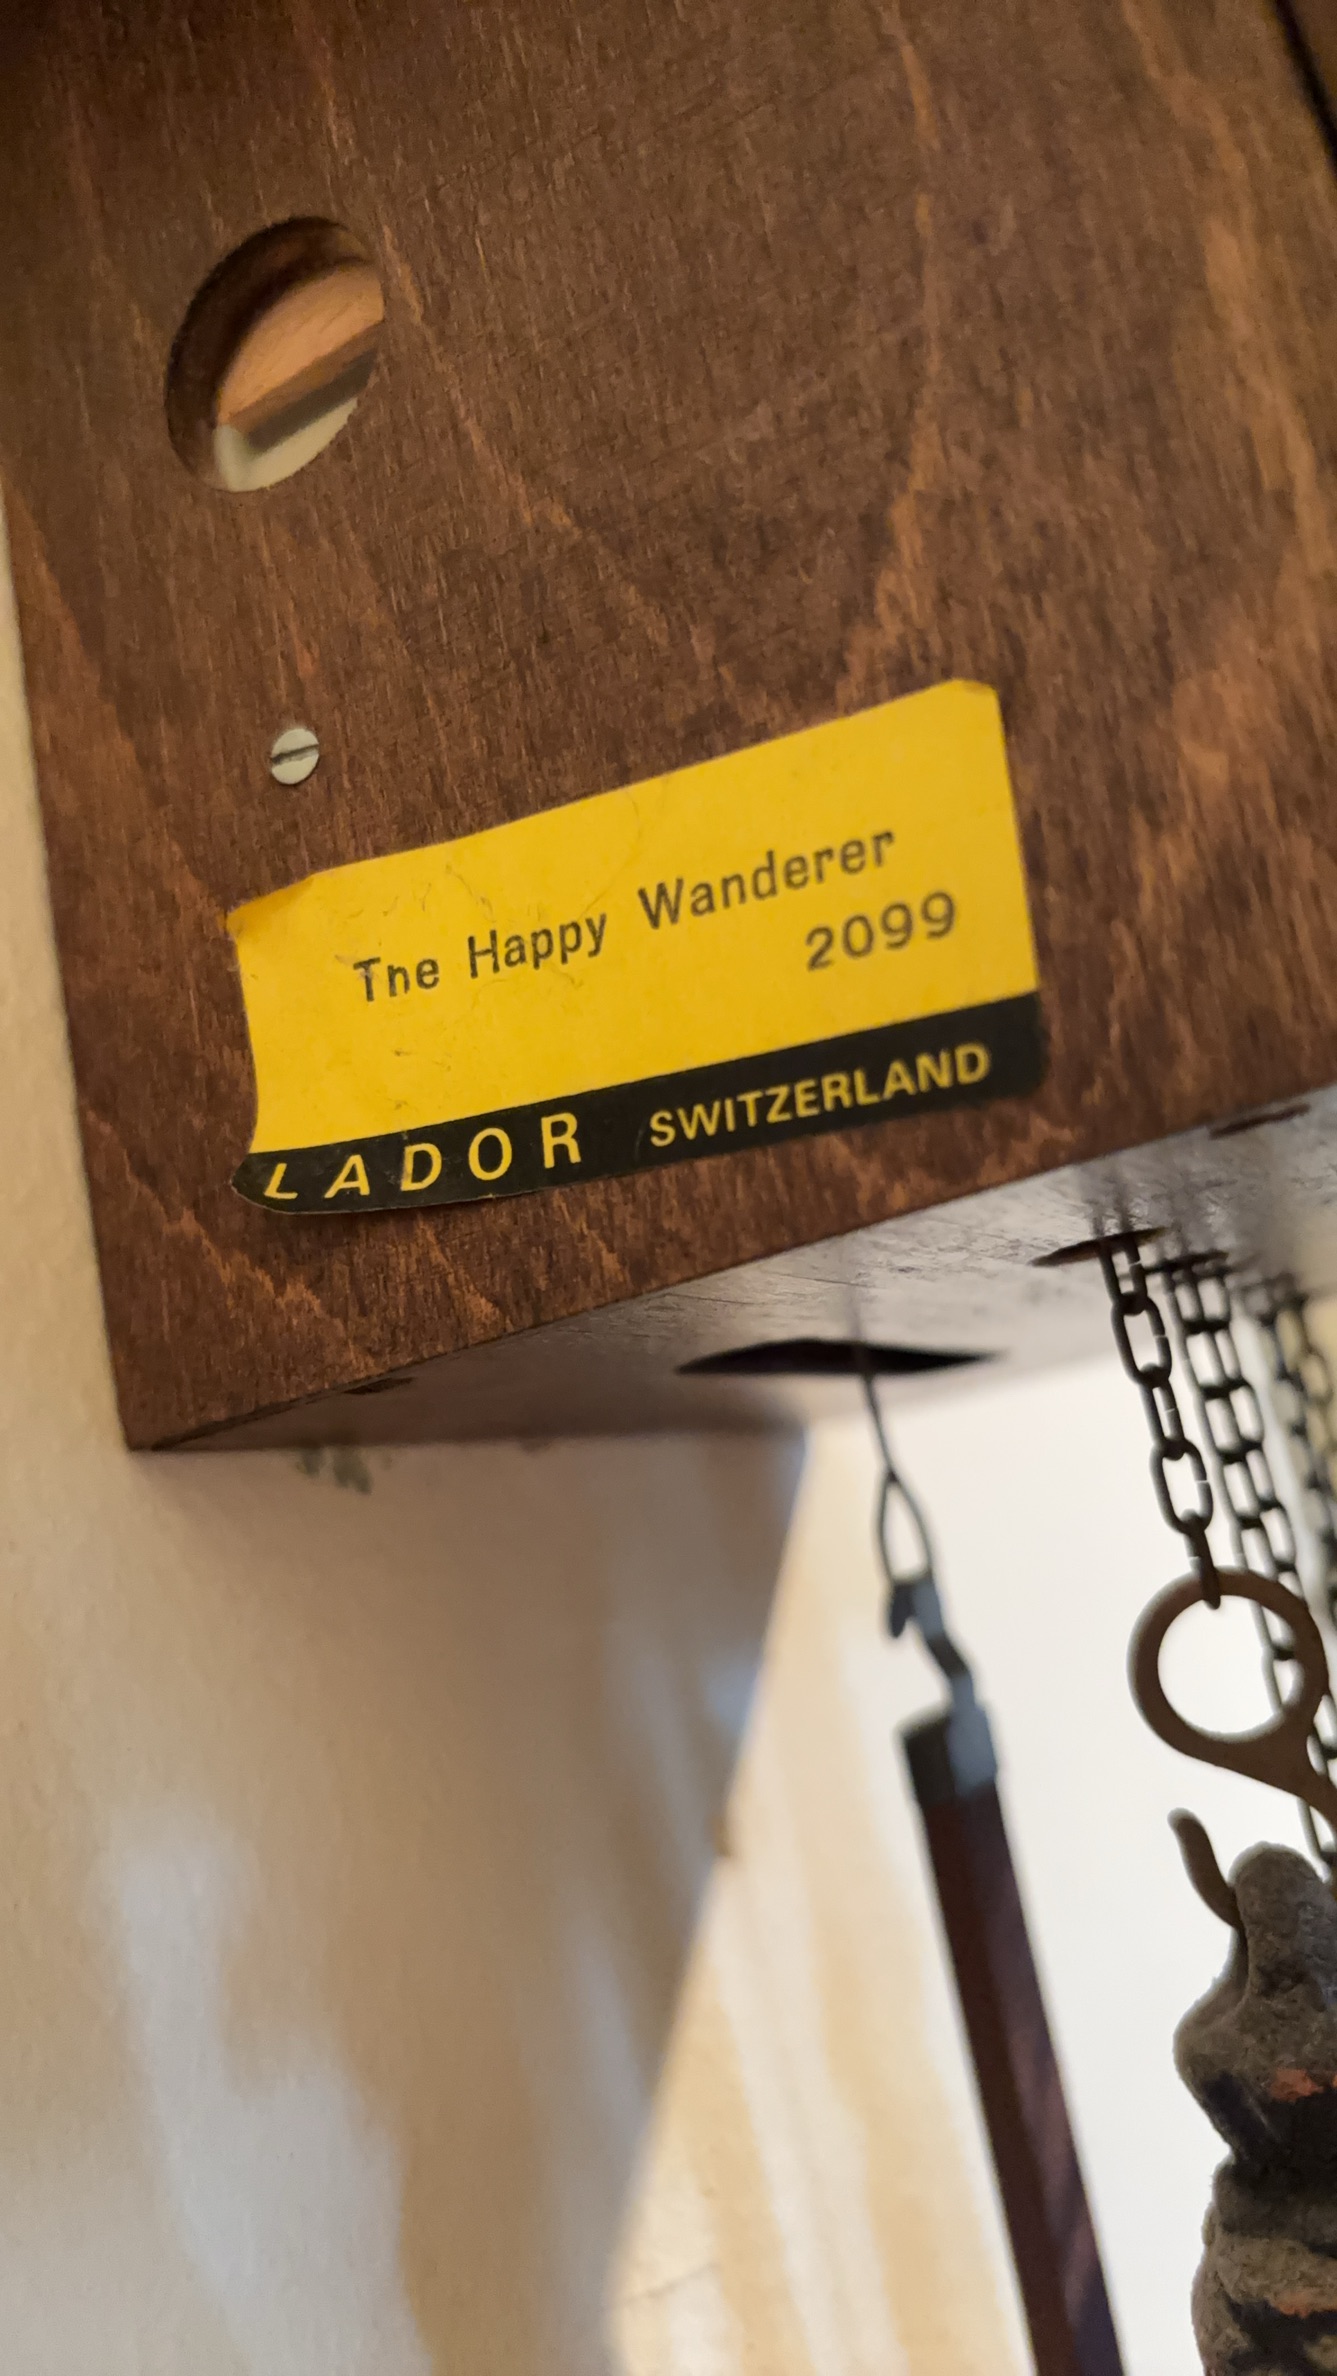 The Happy Wanderer
2099
LADOR SWITZERLAND